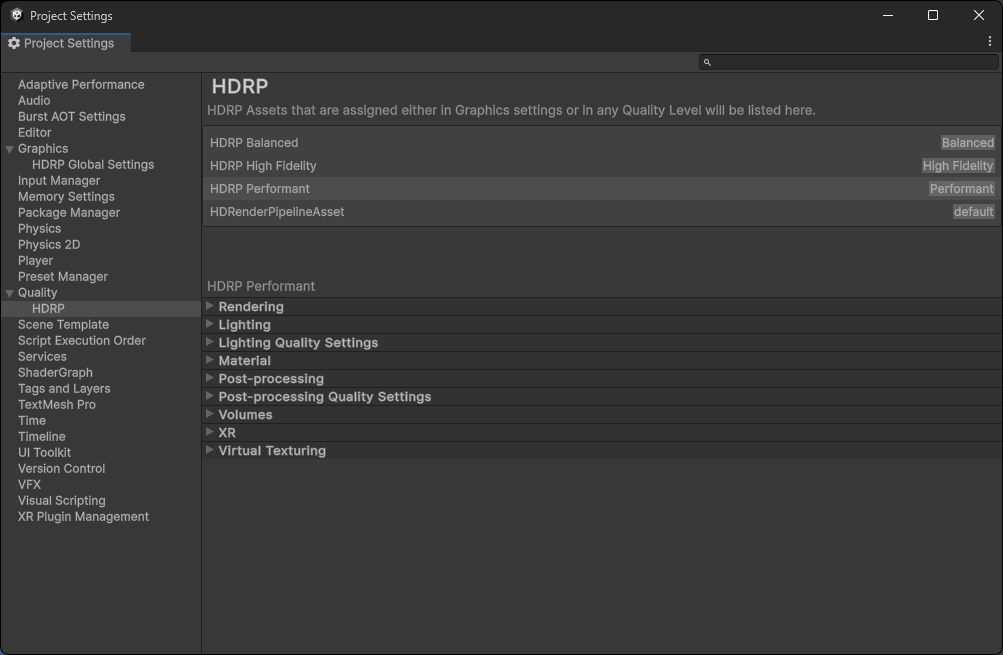 Project Settings
Project Settings
Adaptive Performance
Audio
Burst AOT Settings
Editor
Graphics
HDRP Global Settings
Input Manager
Memory Settings
Package Manager
Physics
Physics 2D
Player
Preset Manager
Quality
HDRP
Scene Template
Script Execution Order
Services
ShaderGraph
Tags and Layers
TextMesh Pro
Time
Timeline
UI Toolkit
Version Control
VFX
Visual Scripting
XR Plugin Management
HDRP
HDRP Assets that are assigned either in Graphics settings or in any Quality Level will be listed here.
HDRP Balanced Balanced
HDRP High Fidelity High Fidelity
HDRP Performant Performant
HDRenderPipelineAsset default
HDRP Performant
Rendering
Lighting
Lighting Quality Settings
Material
Post-processing
Post-processing Quality Settings
Volumes
XR
Virtual Texturing